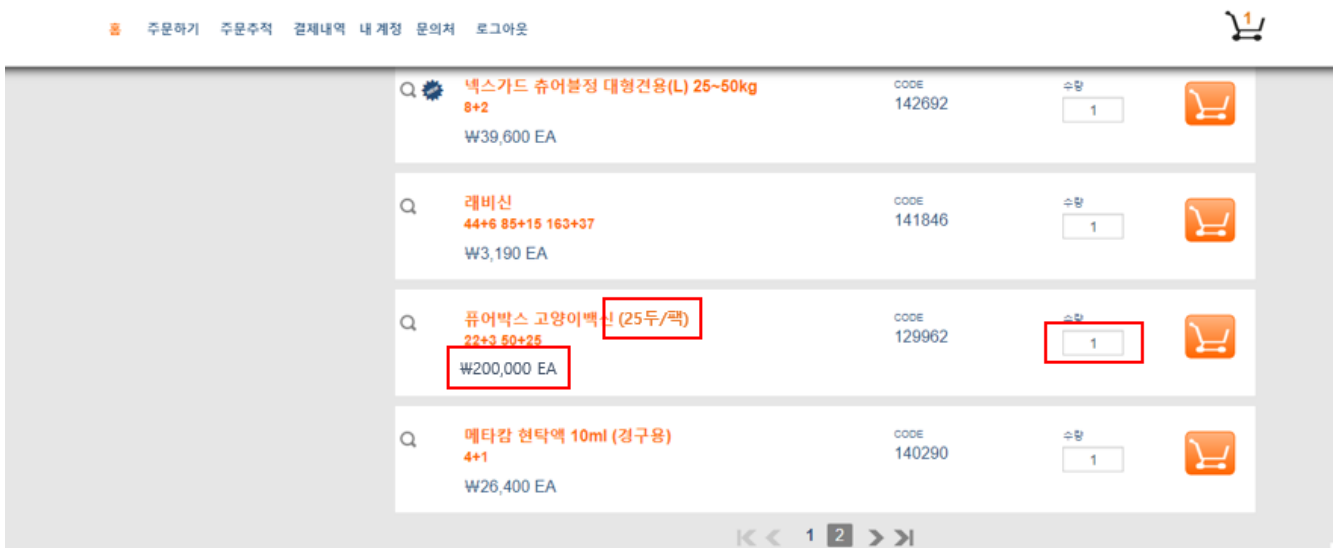 홈 주문하기 주문추적 결제내역 내 계정 문의처 로그아웃 1
넥스가드 츄어블정 대형견용(L) 25~50kg
8+2
₩39,600 EA
CODE
142692
수량
1
래비신
44+6 85+15 163+37
₩3,190 EA
CODE
141846
수량
1
퓨어박스 고양이백신 (25두/팩)
22+3 50+25
₩200,000 EA
CODE
129962
수량
1
메타캄 현탁액 10ml (경구용)
4+1
₩26,400 EA
CODE
140290
수량
1
1 2